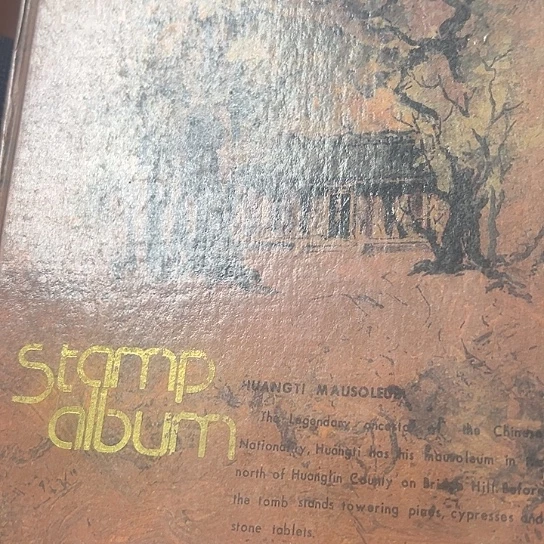 Stamp
album
HUANGTI MAUSOLEUM
The Legendary ancestor of the Chinese
Nationality, Huangti has his mausoleum in
north of Huanglin County on Bridge Hill. Before
the tomb stands towering pines, cypresses and
stone tablets.